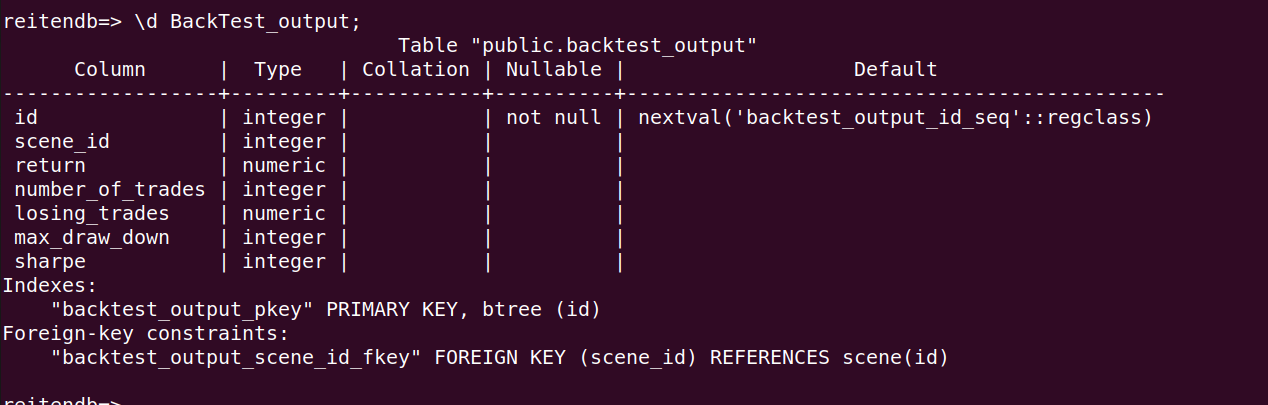 reitendb=> \d BackTest_output;
Table "public.backtest_output"
Column | Type | Collation | Nullable | Default
------------------+---------+-----------+----------+---------------------------------------------
id | integer | | not null | nextval('backtest_output_id_seq'::regclass)
scene_id | integer | | |
return | numeric | | |
number_of_trades | integer | | |
losing_trades | numeric | | |
max_draw_down | integer | | |
sharpe | integer | | |
Indexes:
"backtest_output_pkey" PRIMARY KEY, btree (id)
Foreign-key constraints:
"backtest_output_scene_id_fkey" FOREIGN KEY (scene_id) REFERENCES scene(id)
reitendb=>